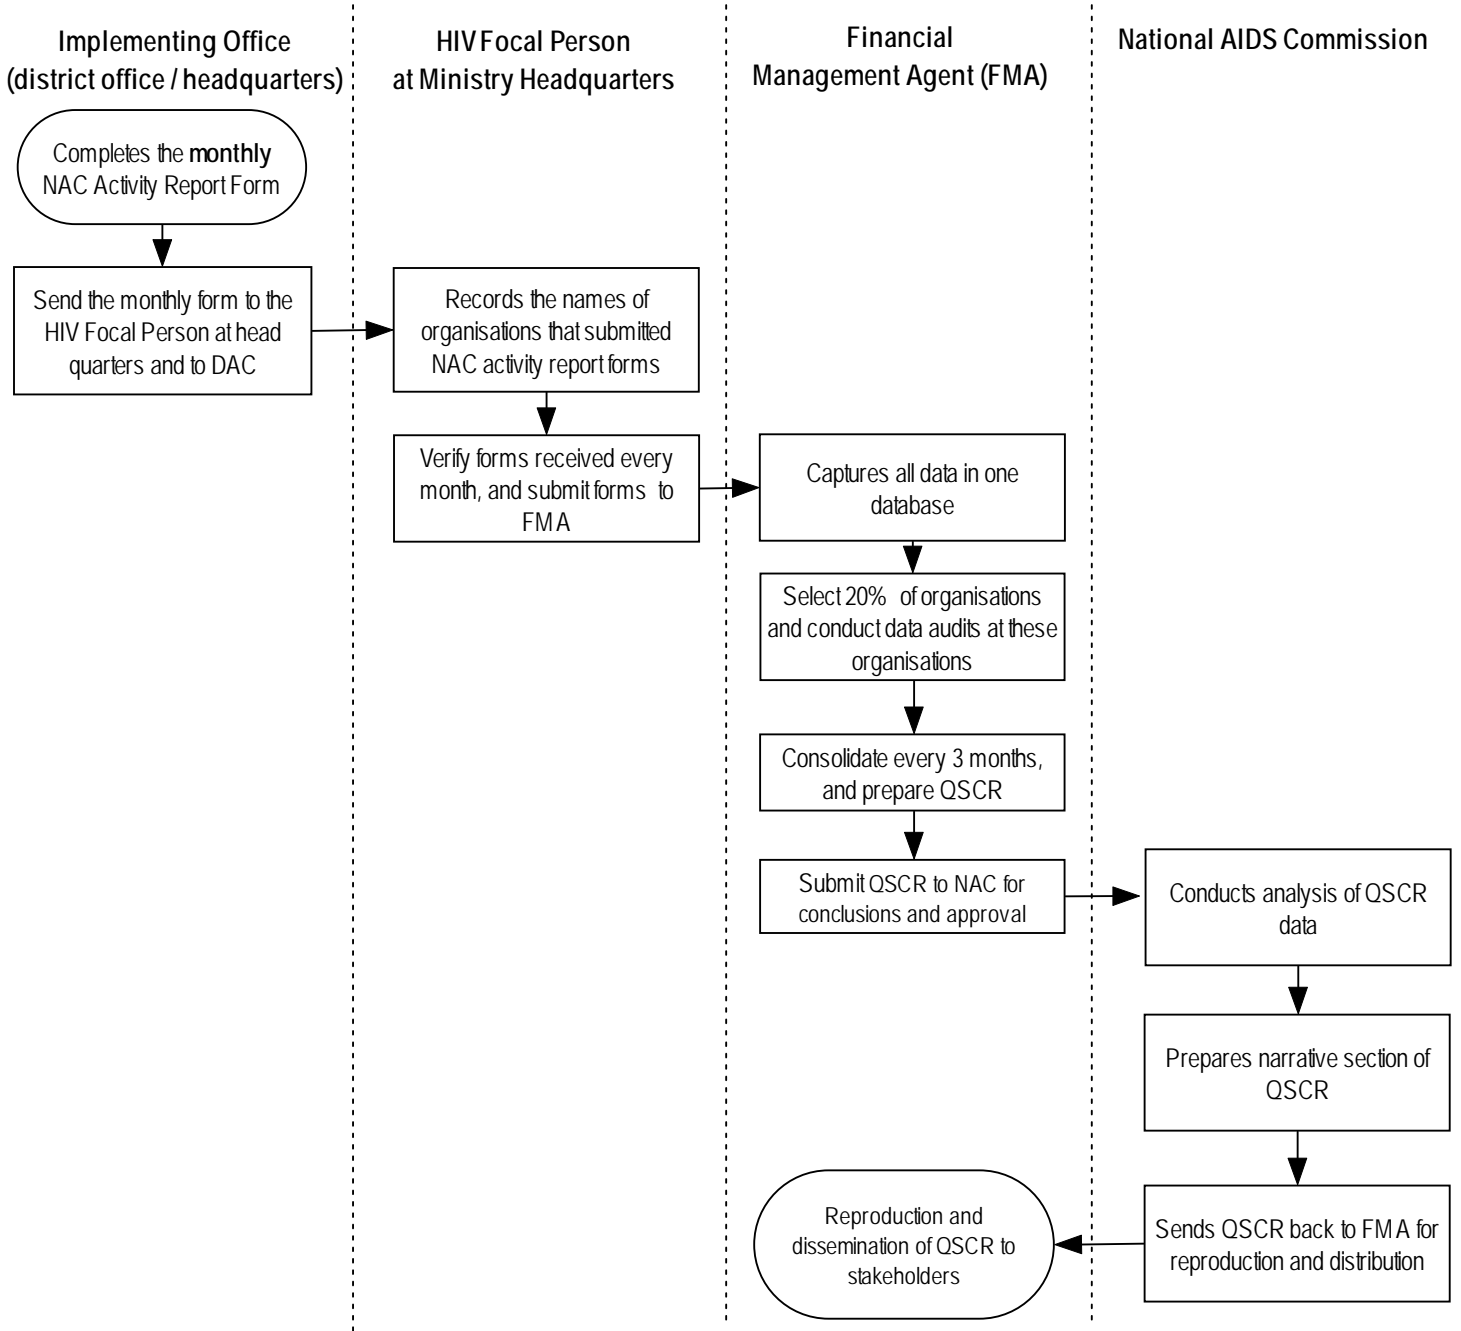 Implementing Office
(district office / headquarters)
HIV Focal Person
at Ministry Headquarters
Financial
Management Agent (FMA)
National AIDS Commission
Completes the monthly
NAC Activity Report Form
Send the monthly form to the
HIV Focal Person at head
quarters and to DAC
Records the names of
organisations that submitted
NAC activity report forms
Verify forms received every
month, and submit forms to
FMA
Captures all data in one
database
Select 20% of organisations
and conduct data audits at these
organisations
Consolidate every 3 months,
and prepare QSCR
Submit QSCR to NAC for
conclusions and approval
Conducts analysis of QSCR
data
Prepares narrative section of
QSCR
Sends QSCR back to FMA for
reproduction and distribution
Reproduction and
dissemination of QSCR to
stakeholders